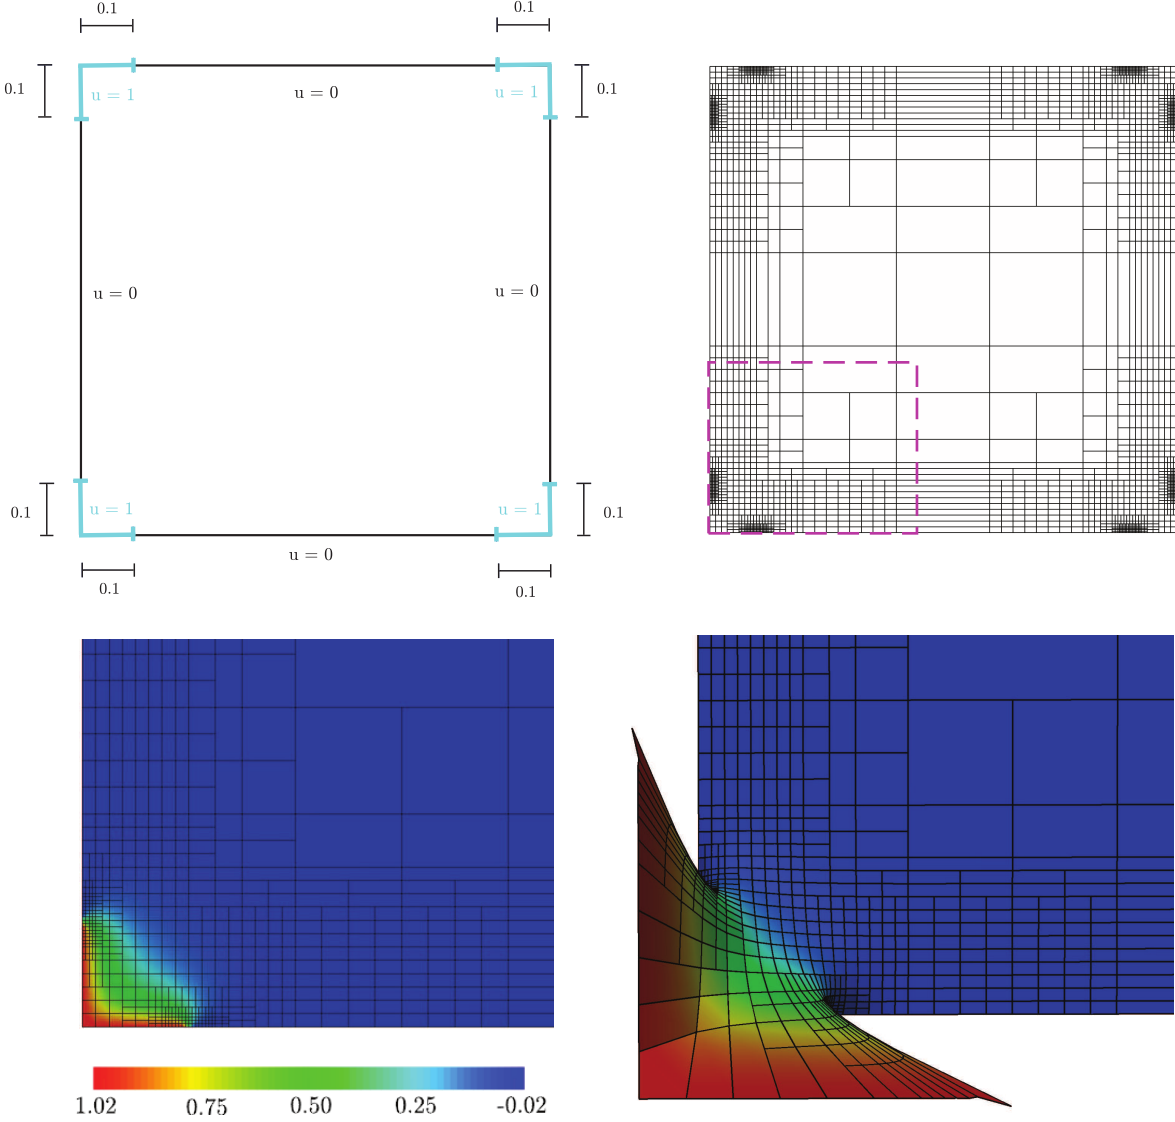 0.1 0.1
0.1 0.1
u = 1 u = 0 u = 1
u = 0 u = 0
u = 1 u = 1
0.1 0.1
u = 0
0.1 0.1
1.02 0.75 0.50 0.25 -0.02